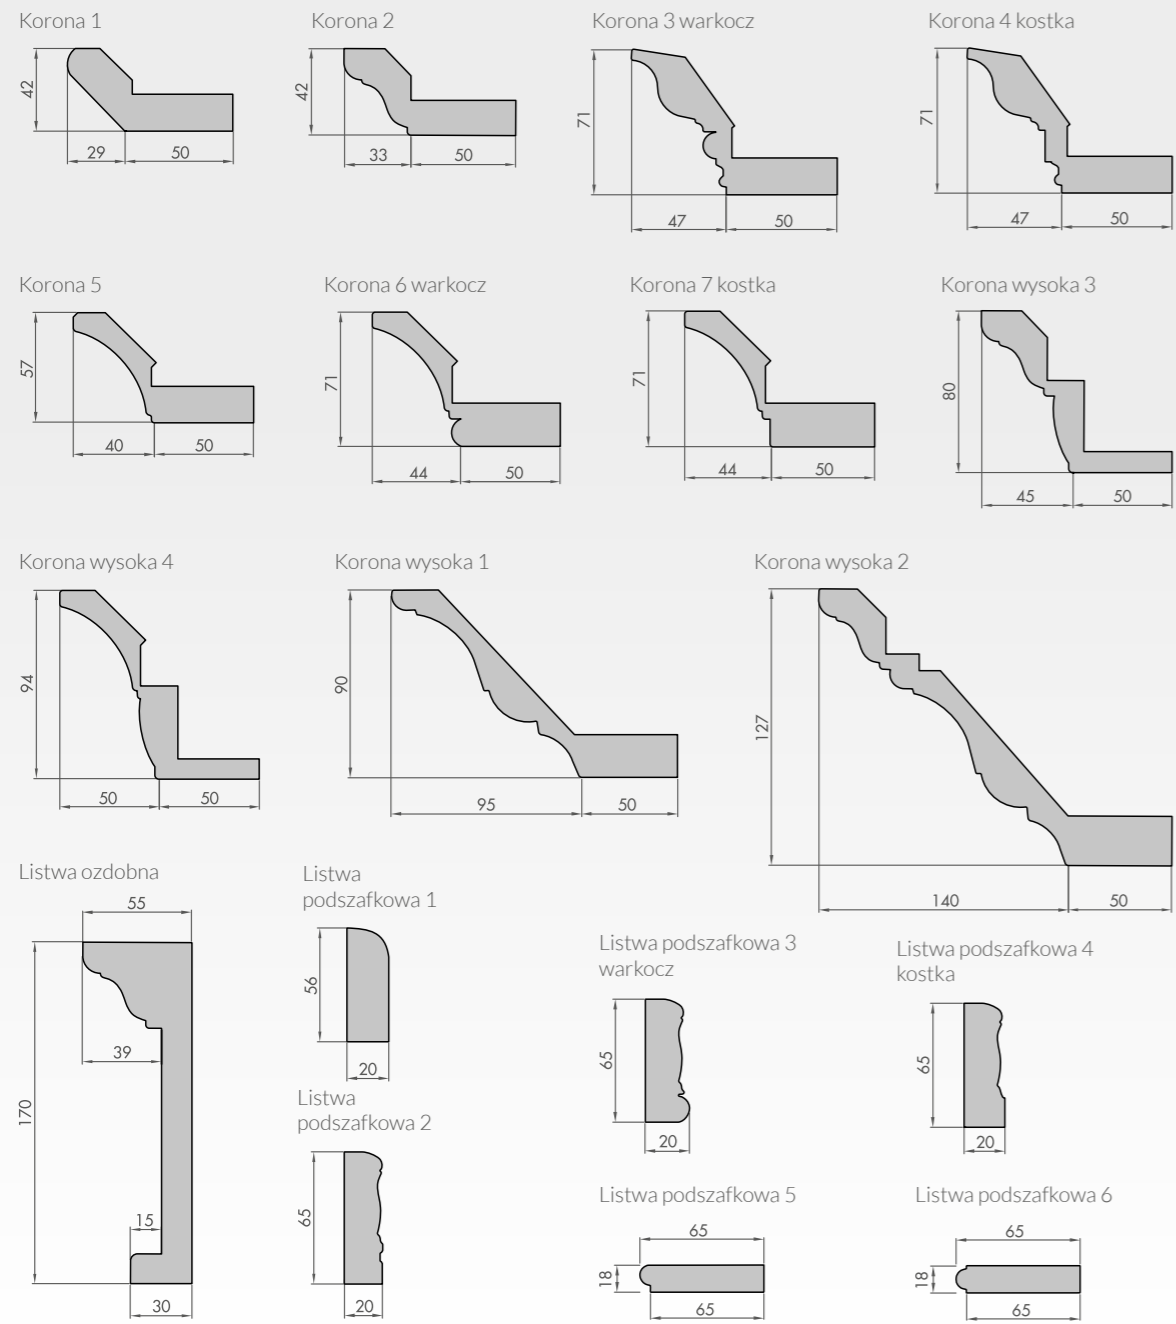 Korona 1
42
29
50
Korona 2
42
33
50
Korona 3 warkocz
71
47
50
Korona 4 kostka
71
47
50
Korona 5
57
40
50
Korona 6 warkocz
71
44
50
Korona 7 kostka
71
44
50
Korona wysoka 3
80
45
50
Korona wysoka 4
94
50
50
Korona wysoka 1
90
95
50
Korona wysoka 2
127
140
50
Listwa ozdobna
55
170
39
15
30
Listwa
podszafkowa 1
56
20
Listwa
podszafkowa 2
65
20
Listwa podszafkowa 3
warkocz
65
20
Listwa podszafkowa 4
kostka
65
20
Listwa podszafkowa 5
65
18
65
Listwa podszafkowa 6
65
18
65